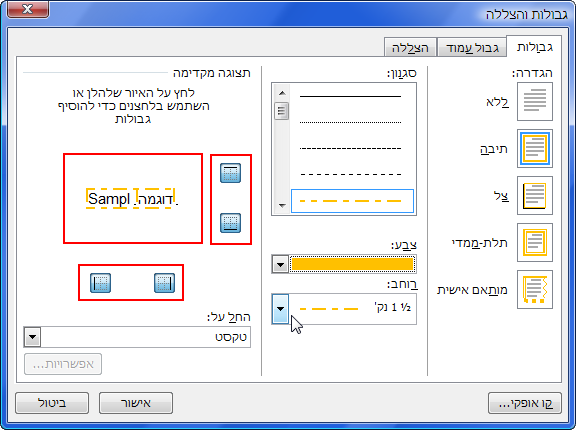 גבולות והצללה
גבולות
גבול עמוד
הצללה
הגדרה:
ללא
תיבה
צל
תלת-ממדי
מותאם אישית
סגנון:
צבע:
רוחב:
½ 1 נק'
תצוגה מקדימה
לחץ על האיור שלהלן או
השתמש בלחצנים כדי להוסיף
גבולות
דוגמה. Sampl.
החל על:
טקסט
אפשרויות...
קו אופקי...
אישור
ביטול